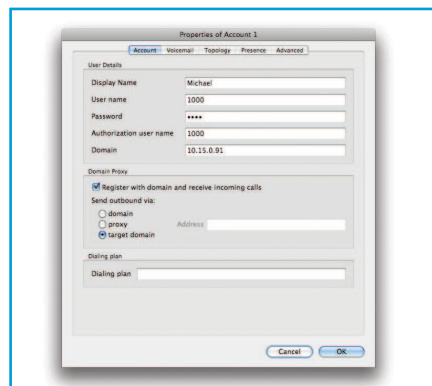 Properties of Account 1
Account Voicemail Topology Presence Advanced
User Details
Display Name Michael
User name 1000
Password ••••
Authorization user name 1000
Domain 10.15.0.91
Domain Proxy
Register with domain and receive incoming calls
Send outbound via:
domain
proxy Address
target domain
Dialing plan
Dialing plan
Cancel OK